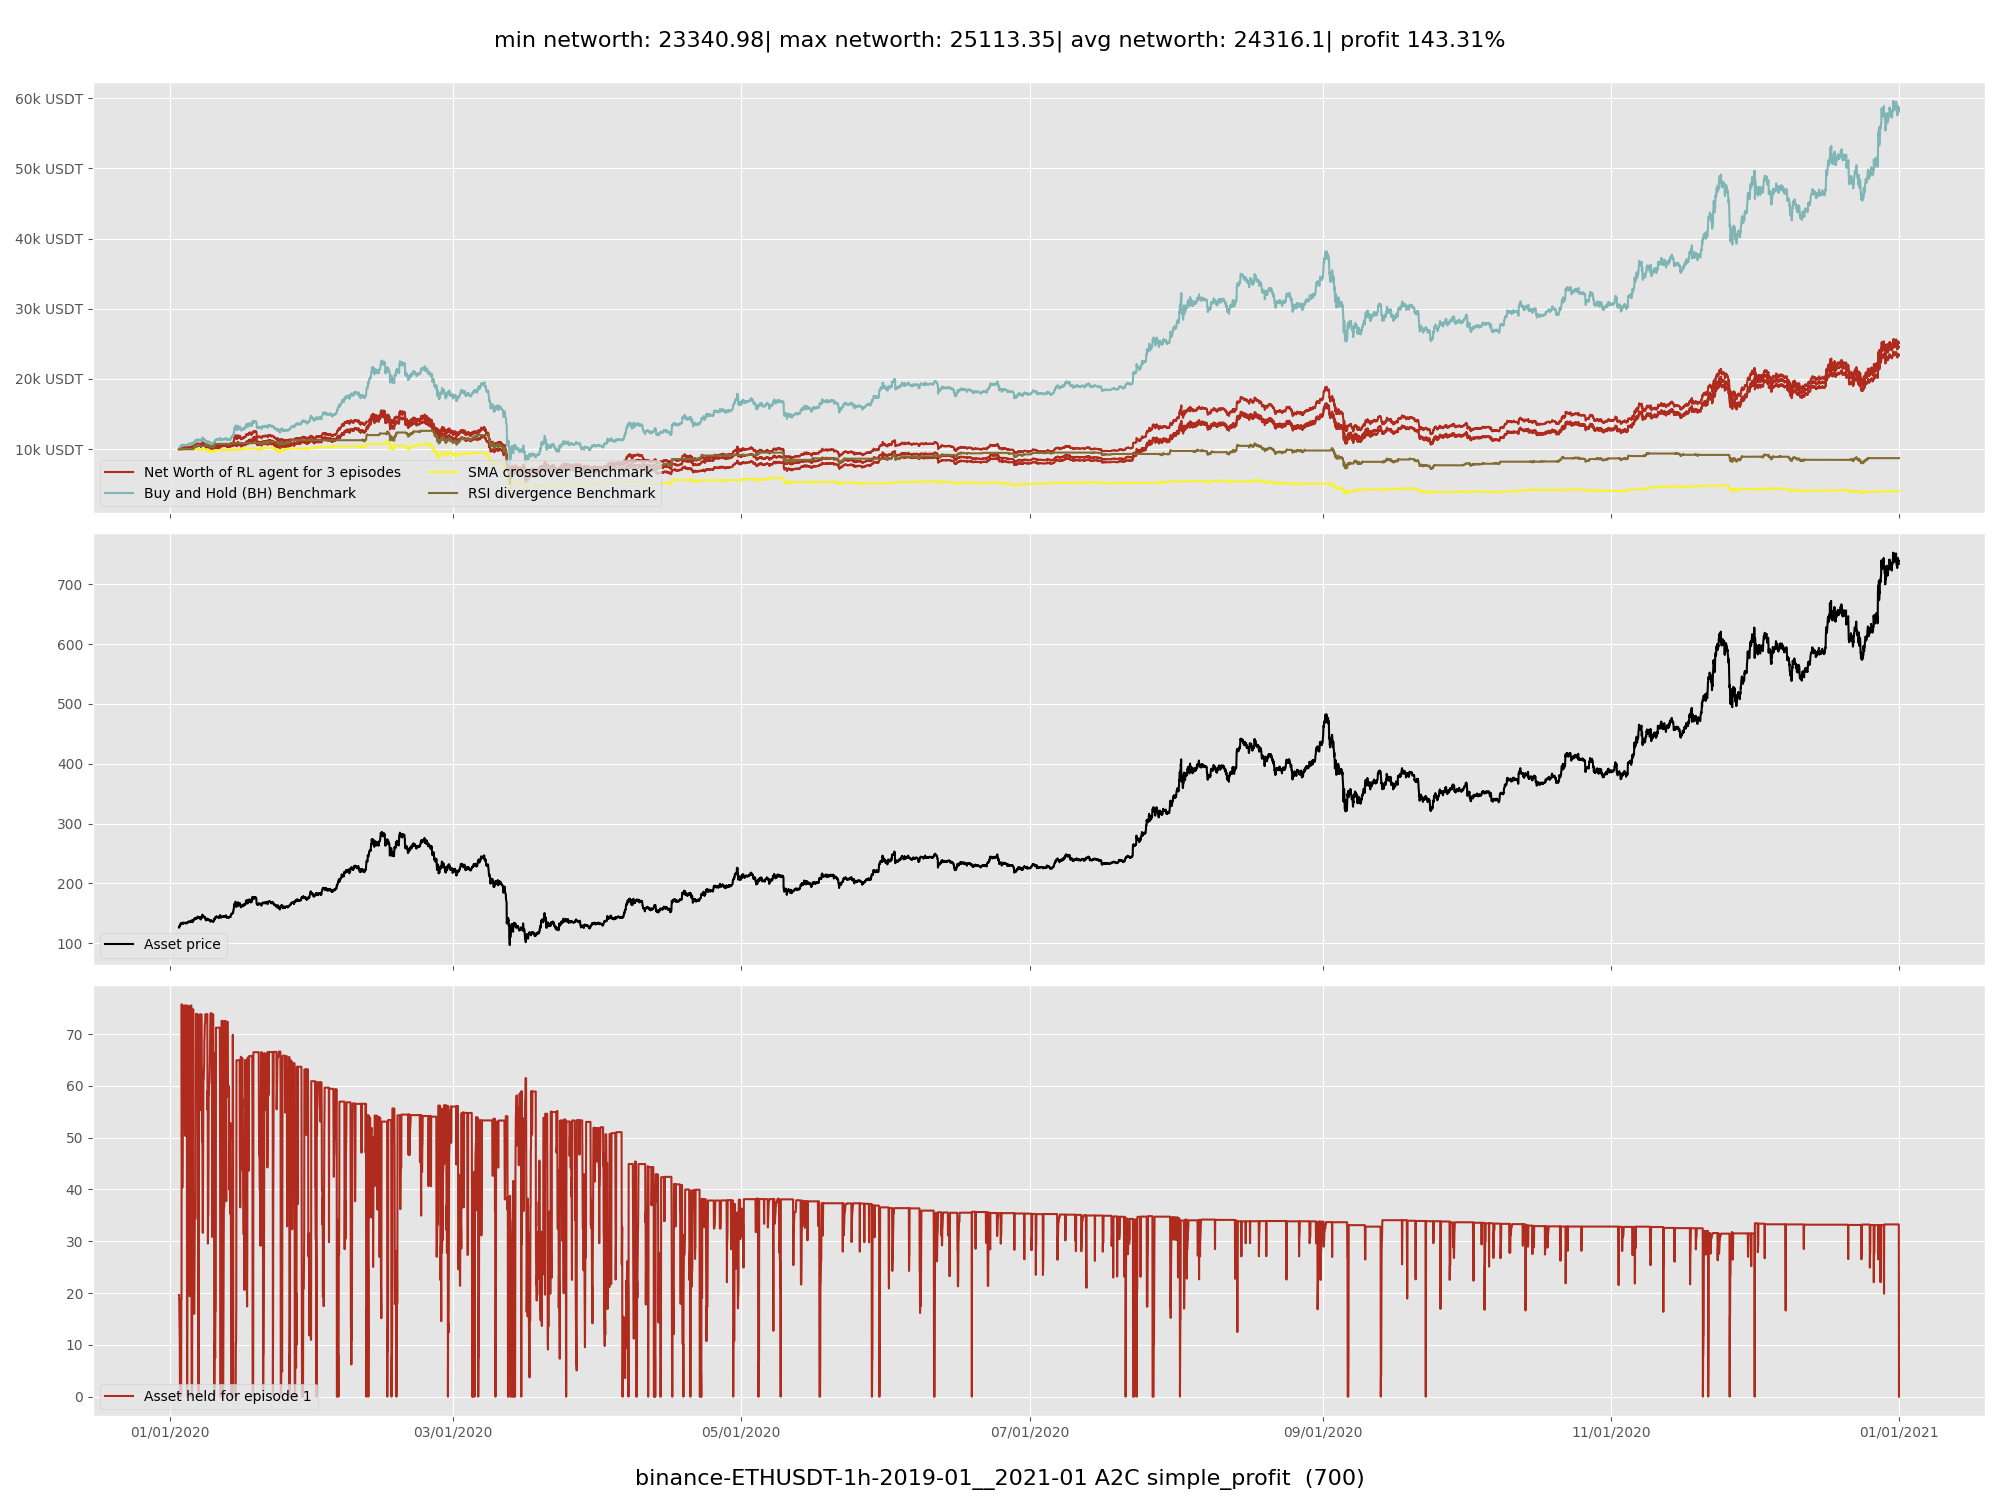 min networth: 23340.98| max networth: 25113.35| avg networth: 24316.1| profit 143.31%
60k USDT
50k USDT
40k USDT
30k USDT
20k USDT
10k USDT
Net Worth of RL agent for 3 episodes
Buy and Hold (BH) Benchmark
SMA crossover Benchmark
RSI divergence Benchmark
700
600
500
400
300
200
100
Asset price
70
60
50
40
30
20
10
0
Asset held for episode 1
01/01/2020 03/01/2020 05/01/2020 07/01/2020 09/01/2020 11/01/2020 01/01/2021
binance-ETHUSDT-1h-2019-01__2021-01 A2C simple_profit (700)